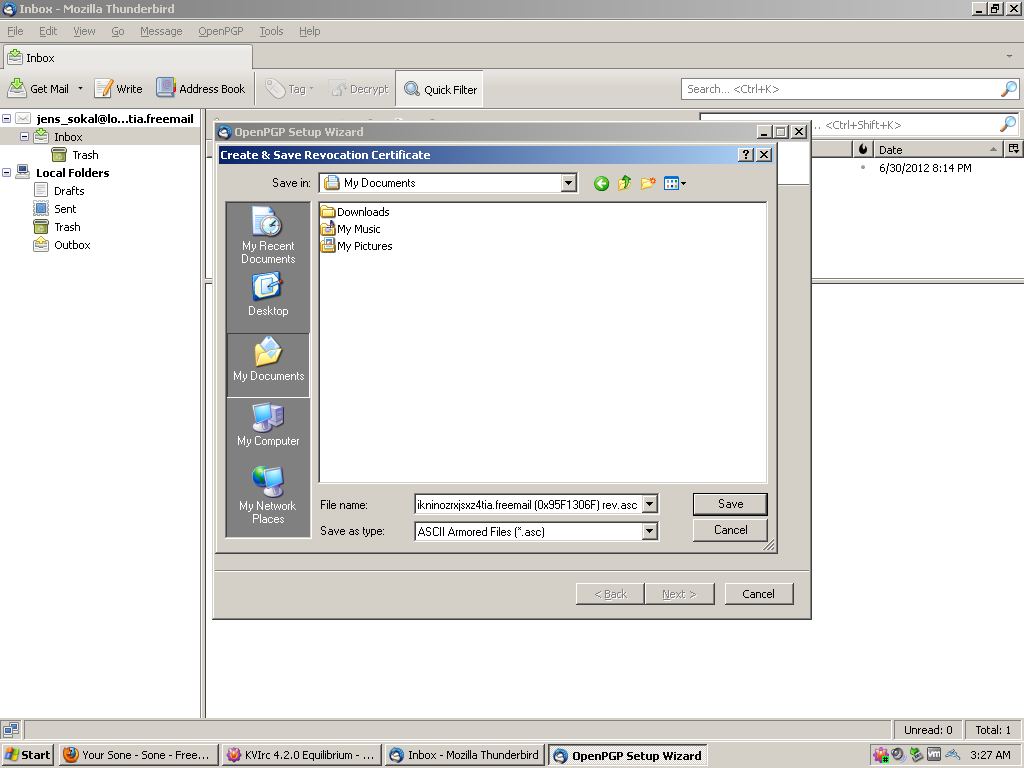 Inbox - Mozilla Thunderbird
File Edit View Go Message OpenPGP Tools Help
Inbox
Get Mail Write Address Book Tag Decrypt Quick Filter Search... <Ctrl+K>
jens_sokal@lo...tia.freemail
Inbox
Trash
Local Folders
Drafts
Sent
Trash
Outbox
.. <Ctrl+Shift+K>
Date
6/30/2012 8:14 PM
OpenPGP Setup Wizard
Create & Save Revocation Certificate
Save in: My Documents
My Recent Documents
Desktop
My Documents
My Computer
My Network Places
Downloads
My Music
My Pictures
File name: ikninozrxjsxz4tia.freemail (0x95F1306F) rev.asc Save
Save as type: ASCII Armored Files (*.asc) Cancel
< Back Next > Cancel
Unread: 0 Total: 1
Start Your Sone - Sone - Free... KVIrc 4.2.0 Equilibrium - ... Inbox - Mozilla Thunderbird OpenPGP Setup Wizard 3:27 AM